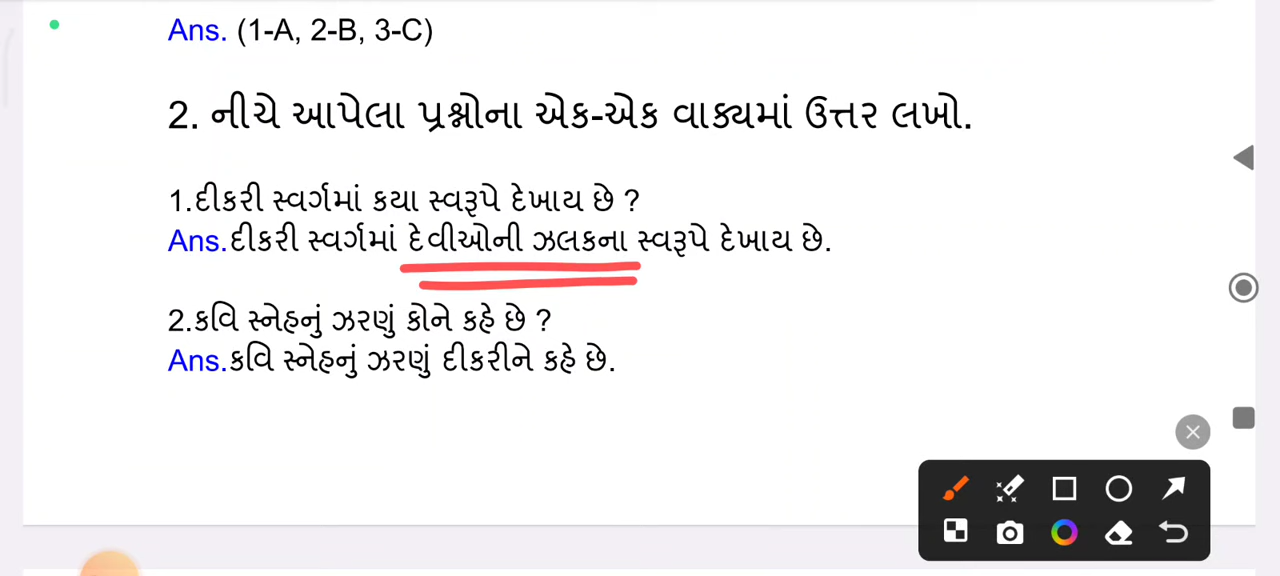 Ans. (1-A, 2-B, 3-C)
2. નીચે આપેલા પ્રશ્નોના એક-એક વાક્યમાં ઉત્તર લખો.
1.દીકરી સ્વર્ગમાં કયા સ્વરૂપે દેખાય છે ?
Ans.દીકરી સ્વર્ગમાં દેવીઓની ઝલકના સ્વરૂપે દેખાય છે.
2.કવિ સ્નેહનું ઝરણું કોને કહે છે ?
Ans.કવિ સ્નેહનું ઝરણું દીકરીને કહે છે.